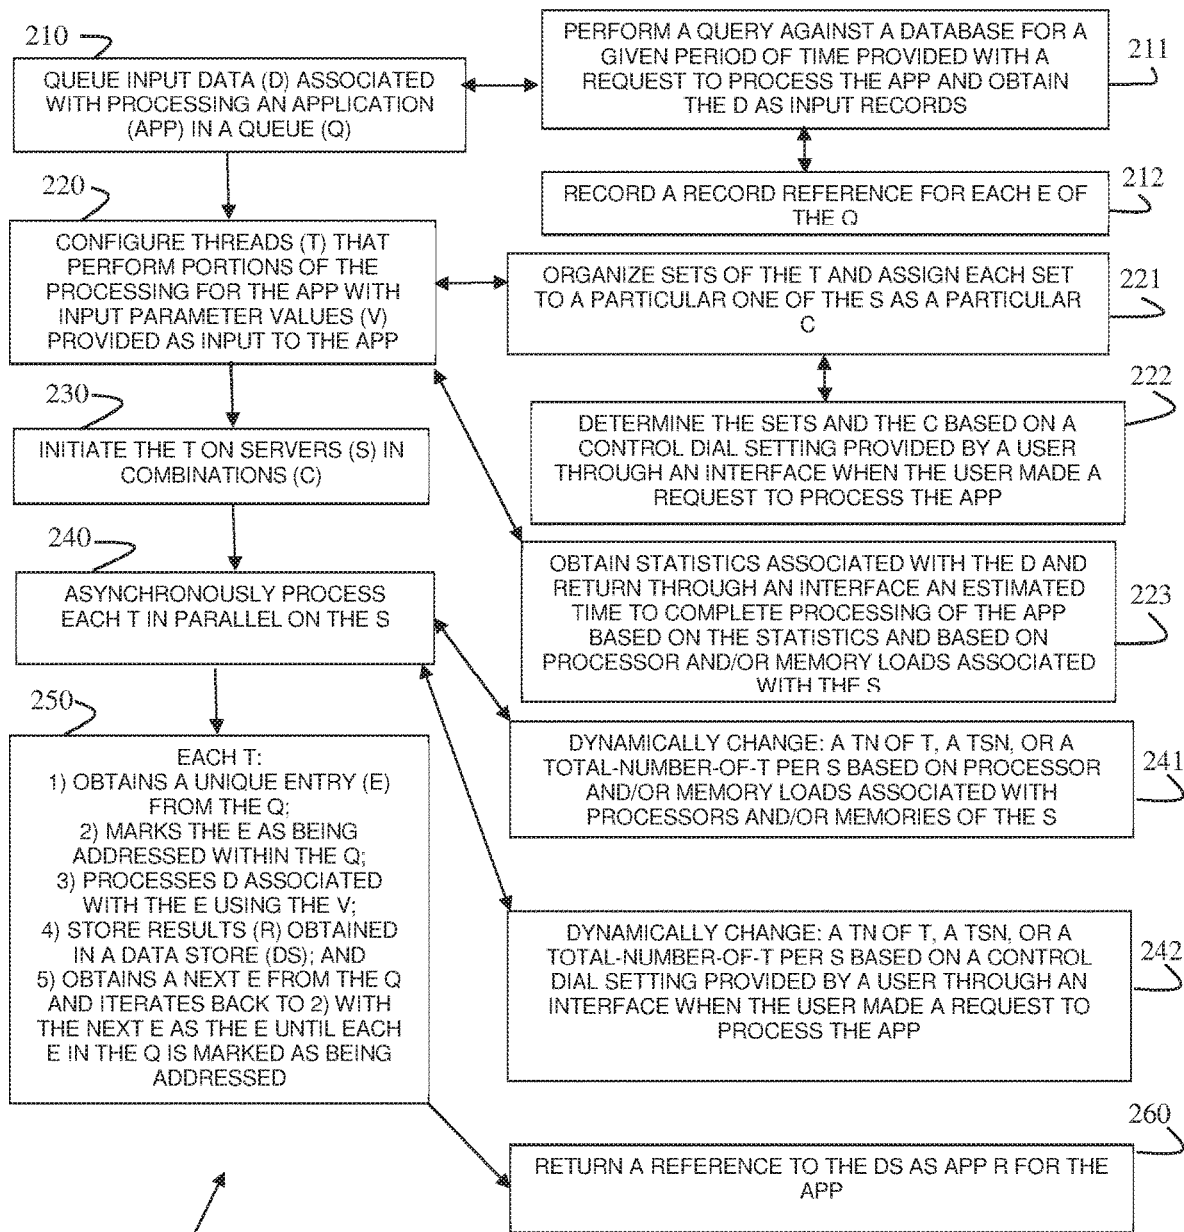 210
QUEUE INPUT DATA (D) ASSOCIATED
WITH PROCESSING AN APPLICATION
(APP) IN A QUEUE (Q)
PERFORM A QUERY AGAINST A DATABASE FOR A
GIVEN PERIOD OF TIME PROVIDED WITH A
REQUEST TO PROCESS THE APP AND OBTAIN
THE D AS INPUT RECORDS
211
RECORD A RECORD REFERENCE FOR EACH E OF
THE Q
212
220
CONFIGURE THREADS (T) THAT
PERFORM PORTIONS OF THE
PROCESSING FOR THE APP WITH
INPUT PARAMETER VALUES (V)
PROVIDED AS INPUT TO THE APP
ORGANIZE SETS OF THE T AND ASSIGN EACH SET
TO A PARTICULAR ONE OF THE S AS A PARTICULAR
C
221
DETERMINE THE SETS AND THE C BASED ON A
CONTROL DIAL SETTING PROVIDED BY A USER
THROUGH AN INTERFACE WHEN THE USER MADE A
REQUEST TO PROCESS THE APP
222
230
INITIATE THE T ON SERVERS (S) IN
COMBINATIONS (C)
OBTAIN STATISTICS ASSOCIATED WITH THE D AND
RETURN THROUGH AN INTERFACE AN ESTIMATED
TIME TO COMPLETE PROCESSING OF THE APP
BASED ON THE STATISTICS AND BASED ON
PROCESSOR AND/OR MEMORY LOADS ASSOCIATED
WITH THE S
223
240
ASYNCHRONOUSLY PROCESS
EACH T IN PARALLEL ON THE S
DYNAMICALLY CHANGE: A TN OF T, A TSN, OR A
TOTAL-NUMBER-OF-T PER S BASED ON PROCESSOR
AND/OR MEMORY LOADS ASSOCIATED WITH
PROCESSORS AND/OR MEMORIES OF THE S
241
DYNAMICALLY CHANGE: A TN OF T, A TSN, OR A
TOTAL-NUMBER-OF-T PER S BASED ON A CONTROL
DIAL SETTING PROVIDED BY A USER THROUGH AN
INTERFACE WHEN THE USER MADE A REQUEST TO
PROCESS THE APP
242
250
EACH T:
1) OBTAINS A UNIQUE ENTRY (E)
FROM THE Q;
2) MARKS THE E AS BEING
ADDRESSED WITHIN THE Q;
3) PROCESSES D ASSOCIATED
WITH THE E USING THE V;
4) STORE RESULTS (R) OBTAINED
IN A DATA STORE (DS); AND
5) OBTAINS A NEXT E FROM THE Q
AND ITERATES BACK TO 2) WITH
THE NEXT E AS THE E UNTIL EACH
E IN THE Q IS MARKED AS BEING
ADDRESSED
260
RETURN A REFERENCE TO THE DS AS APP R FOR THE
APP